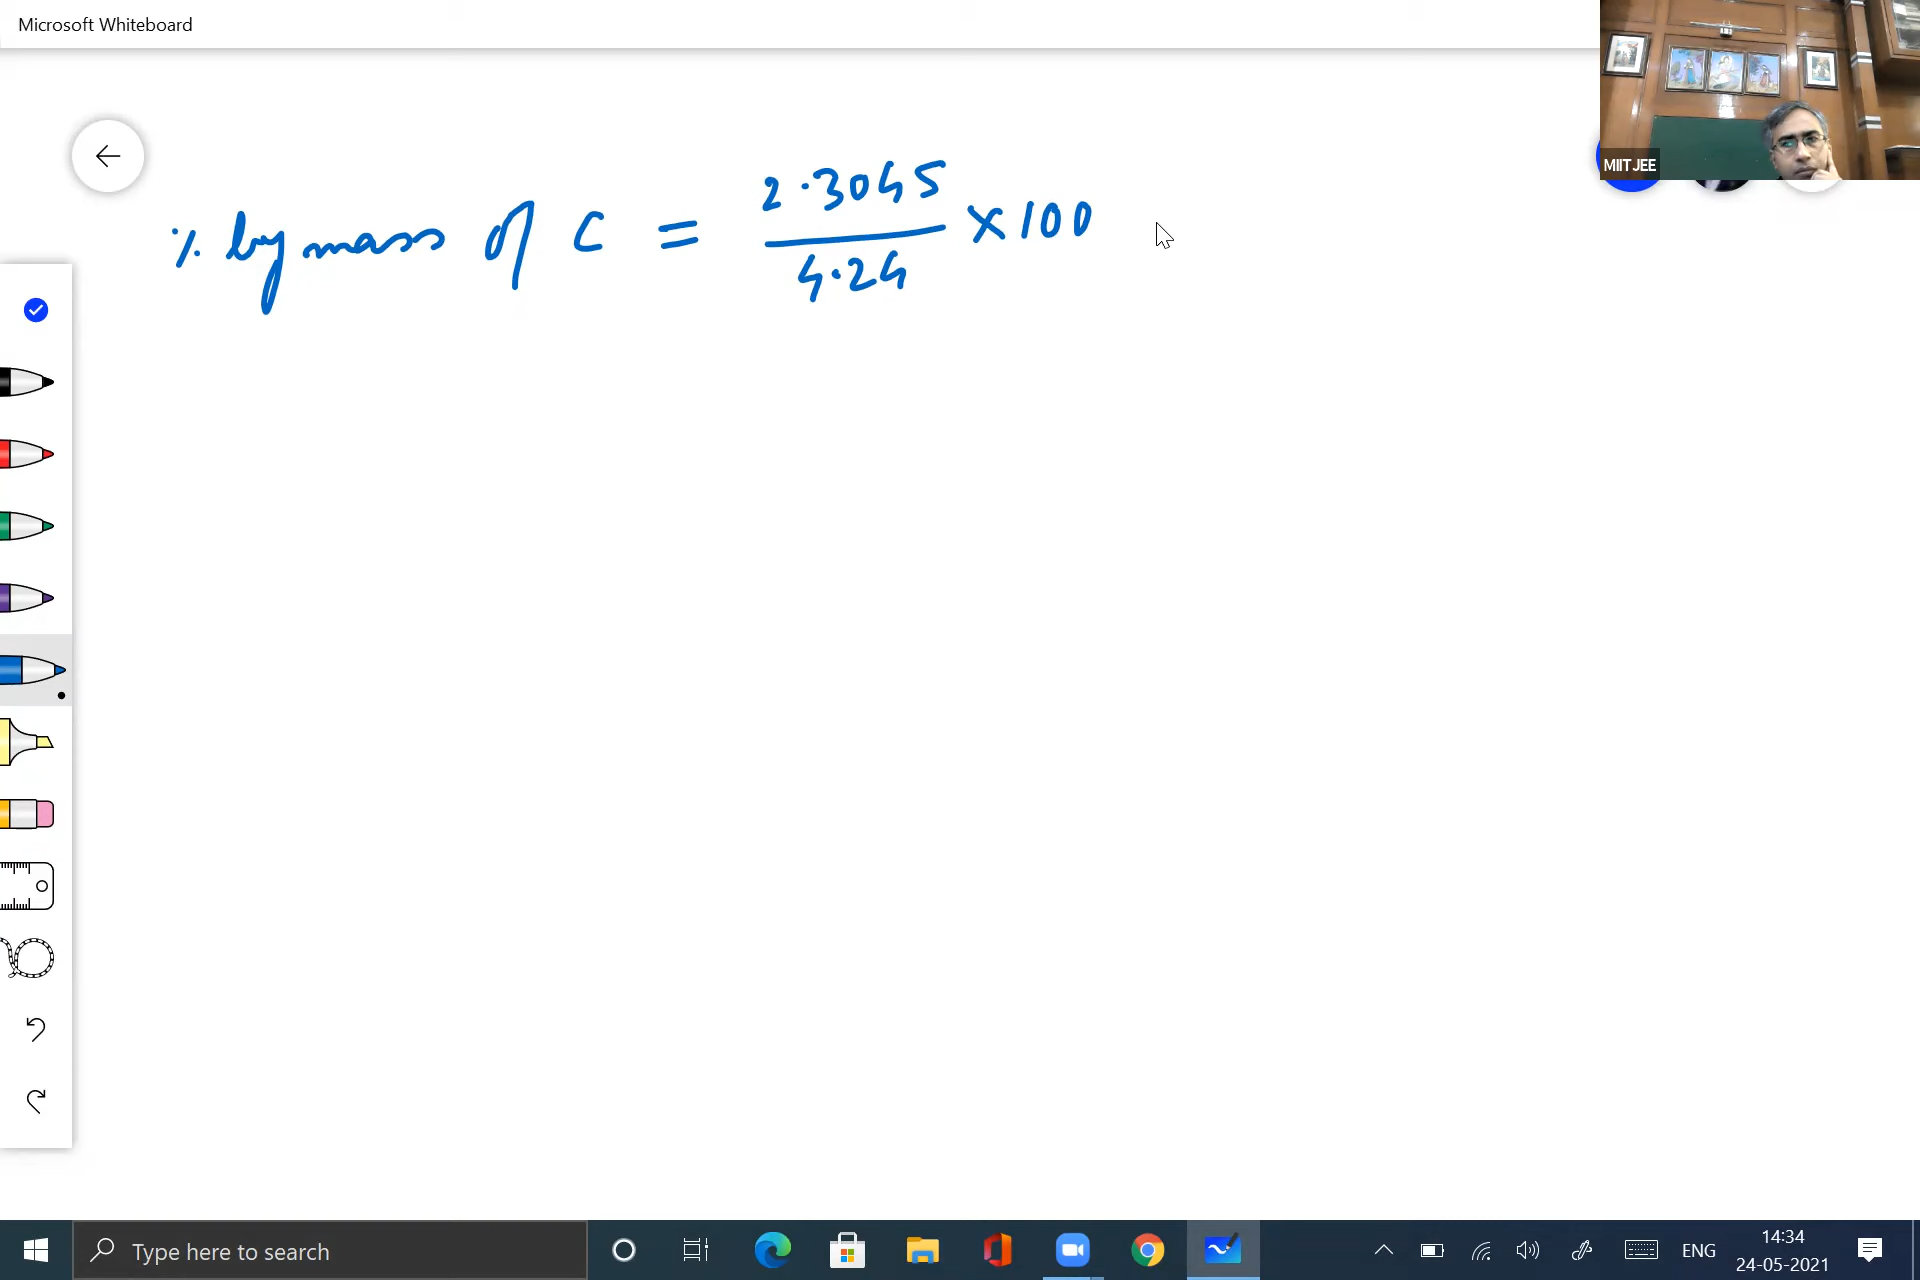 Microsoft Whiteboard
MIIT JEE
% by mass of C = 2.3045 / 4.24 × 100
Type here to search
ENG
14:34
24-05-2021